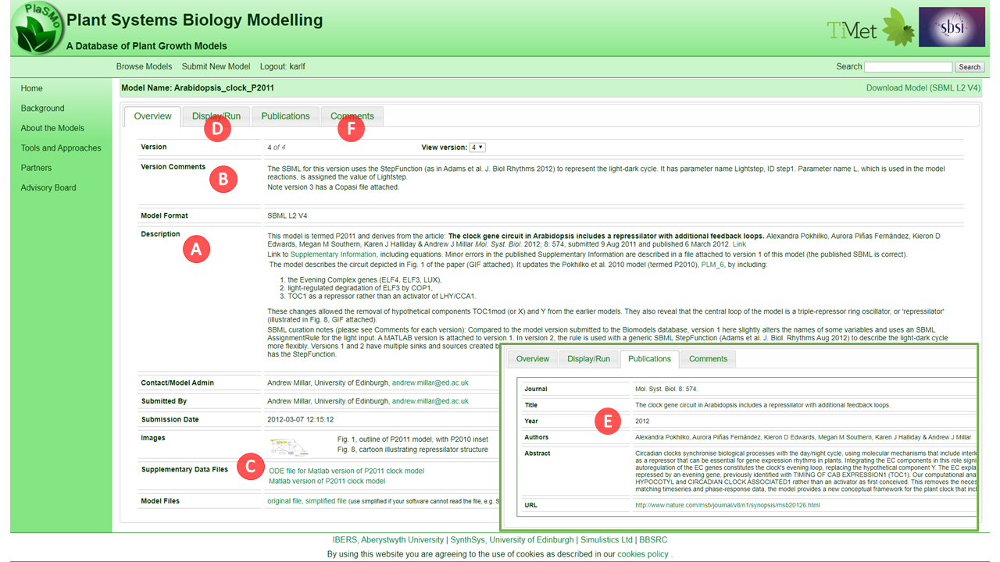 PlaSMo
Plant Systems Biology Modelling
A Database of Plant Growth Models
TiMet
sbsi
Browse Models Submit New Model Logout: karlf
Search Search
Home
Background
About the Models
Tools and Approaches
Partners
Advisory Board
Model Name: Arabidopsis_clock_P2011
Download Model (SBML L2 V4)
Overview Display/Run Publications Comments
D F
Version 4 of 4 View version: 4
Version Comments
B
The SBML for this version uses the StepFunction (as in Adams et al. J. Biol Rhythms 2012) to represent the light-dark cycle. It has parameter name Lightstep, ID step1. Parameter name L, which is used in the model
reactions, is assigned the value of Lightstep.
Note version 3 has a Copasi file attached.
Model Format SBML L2 V4
Description
A
This model is termed P2011 and derives from the article: The clock gene circuit in Arabidopsis includes a repressilator with additional feedback loops. Alexandra Pokhilko, Aurora Piñas Fernández, Kieron D
Edwards, Megan M Southern, Karen J Halliday & Andrew J Millar Mol. Syst. Biol. 2012; 8: 574, submitted 9 Aug 2011 and published 6 March 2012. Link
Link to Supplementary Information, including equations. Minor errors in the published Supplementary Information are described in a file attached to version 1 of this model (the published SBML is correct).
The model describes the circuit depicted in Fig. 1 of the paper (GIF attached). It updates the Pokhilko et al. 2010 model (termed P2010), PLM_6, by including:
1. the Evening Complex genes (ELF4, ELF3, LUX),
2. light-regulated degradation of ELF3 by COP1,
3. TOC1 as a repressor rather than an activator of LHY/CCA1.
These changes allowed the removal of hypothetical components TOC1mod (or X) and Y from the earlier models. They also reveal that the central loop of the model is a triple-repressor ring oscillator, or 'repressilator'
(illustrated in Fig. 8, GIF attached).
SBML curation notes (please see Comments for each version): Compared to the model version submitted to the Biomodels database, version 1 here slightly alters the names of some variables and uses an SBML
AssignmentRule for the light input. A MATLAB version is attached to version 1. In version 2, the rule is used with a generic SBML StepFunction (Adams et al. J. Biol. Rhythms Aug 2012) to describe the light-dark cycle
more flexibly. Versions 1 and 2 have multiple sinks and sources created b
has the StepFunction.
Contact/Model Admin Andrew Millar, University of Edinburgh, andrew.millar@ed.ac.uk
Submitted By Andrew Millar, University of Edinburgh, andrew.millar@ed.ac.uk
Submission Date 2012-03-07 12:15:12
Images
Fig. 1, outline of P2011 model, with P2010 inset
Fig. 8, cartoon illustrating repressilator structure
C
Supplementary Data Files
ODE file for Matlab version of P2011 clock model
Matlab version of P2011 clock model
Model Files original file, simplified file (use simplified if your software cannot read the file, e.g. S
Overview Display/Run Publications Comments
Journal Mol. Syst. Biol. 8: 574.
Title The clock gene circuit in Arabidopsis includes a repressilator with additional feedback loops.
E
Year 2012
Authors Alexandra Pokhilko, Aurora Piñas Fernández, Kieron D Edwards, Megan M Southern, Karen J Halliday & Andrew J Millar
Abstract
Circadian clocks synchronise biological processes with the day/night cycle, using molecular mechanisms that include interl
as a repressor that can be essential for gene expression rhythms in plants. Integrating the EC components in this role signi
autoregulation of the EC genes constitutes the clock's evening loop, replacing the hypothetical component Y. The EC expla
repressed by an evening gene, previously identified with TIMING OF CAB EXPRESSION1 (TOC1). Our computational ana
HYPOCOTYL and CIRCADIAN CLOCK ASSOCIATED1 rather than an activator as first conceived. This removes the neces
matching timeseries and phase-response data, the model provides a new conceptual framework for the plant clock that incl
URL http://www.nature.com/msb/journal/v8/n1/synopsis/msb20126.html
IBERS, Aberystwyth University | SynthSys, University of Edinburgh | Simulistics Ltd | BBSRC
By using this website you are agreeing to the use of cookies as described in our cookies policy .